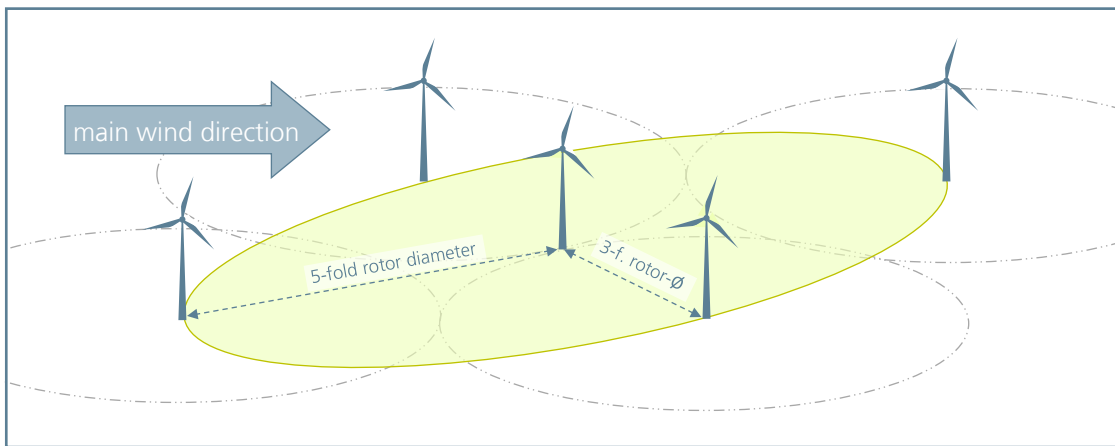 main wind direction
5-fold rotor diameter
3-f. rotor-Ø